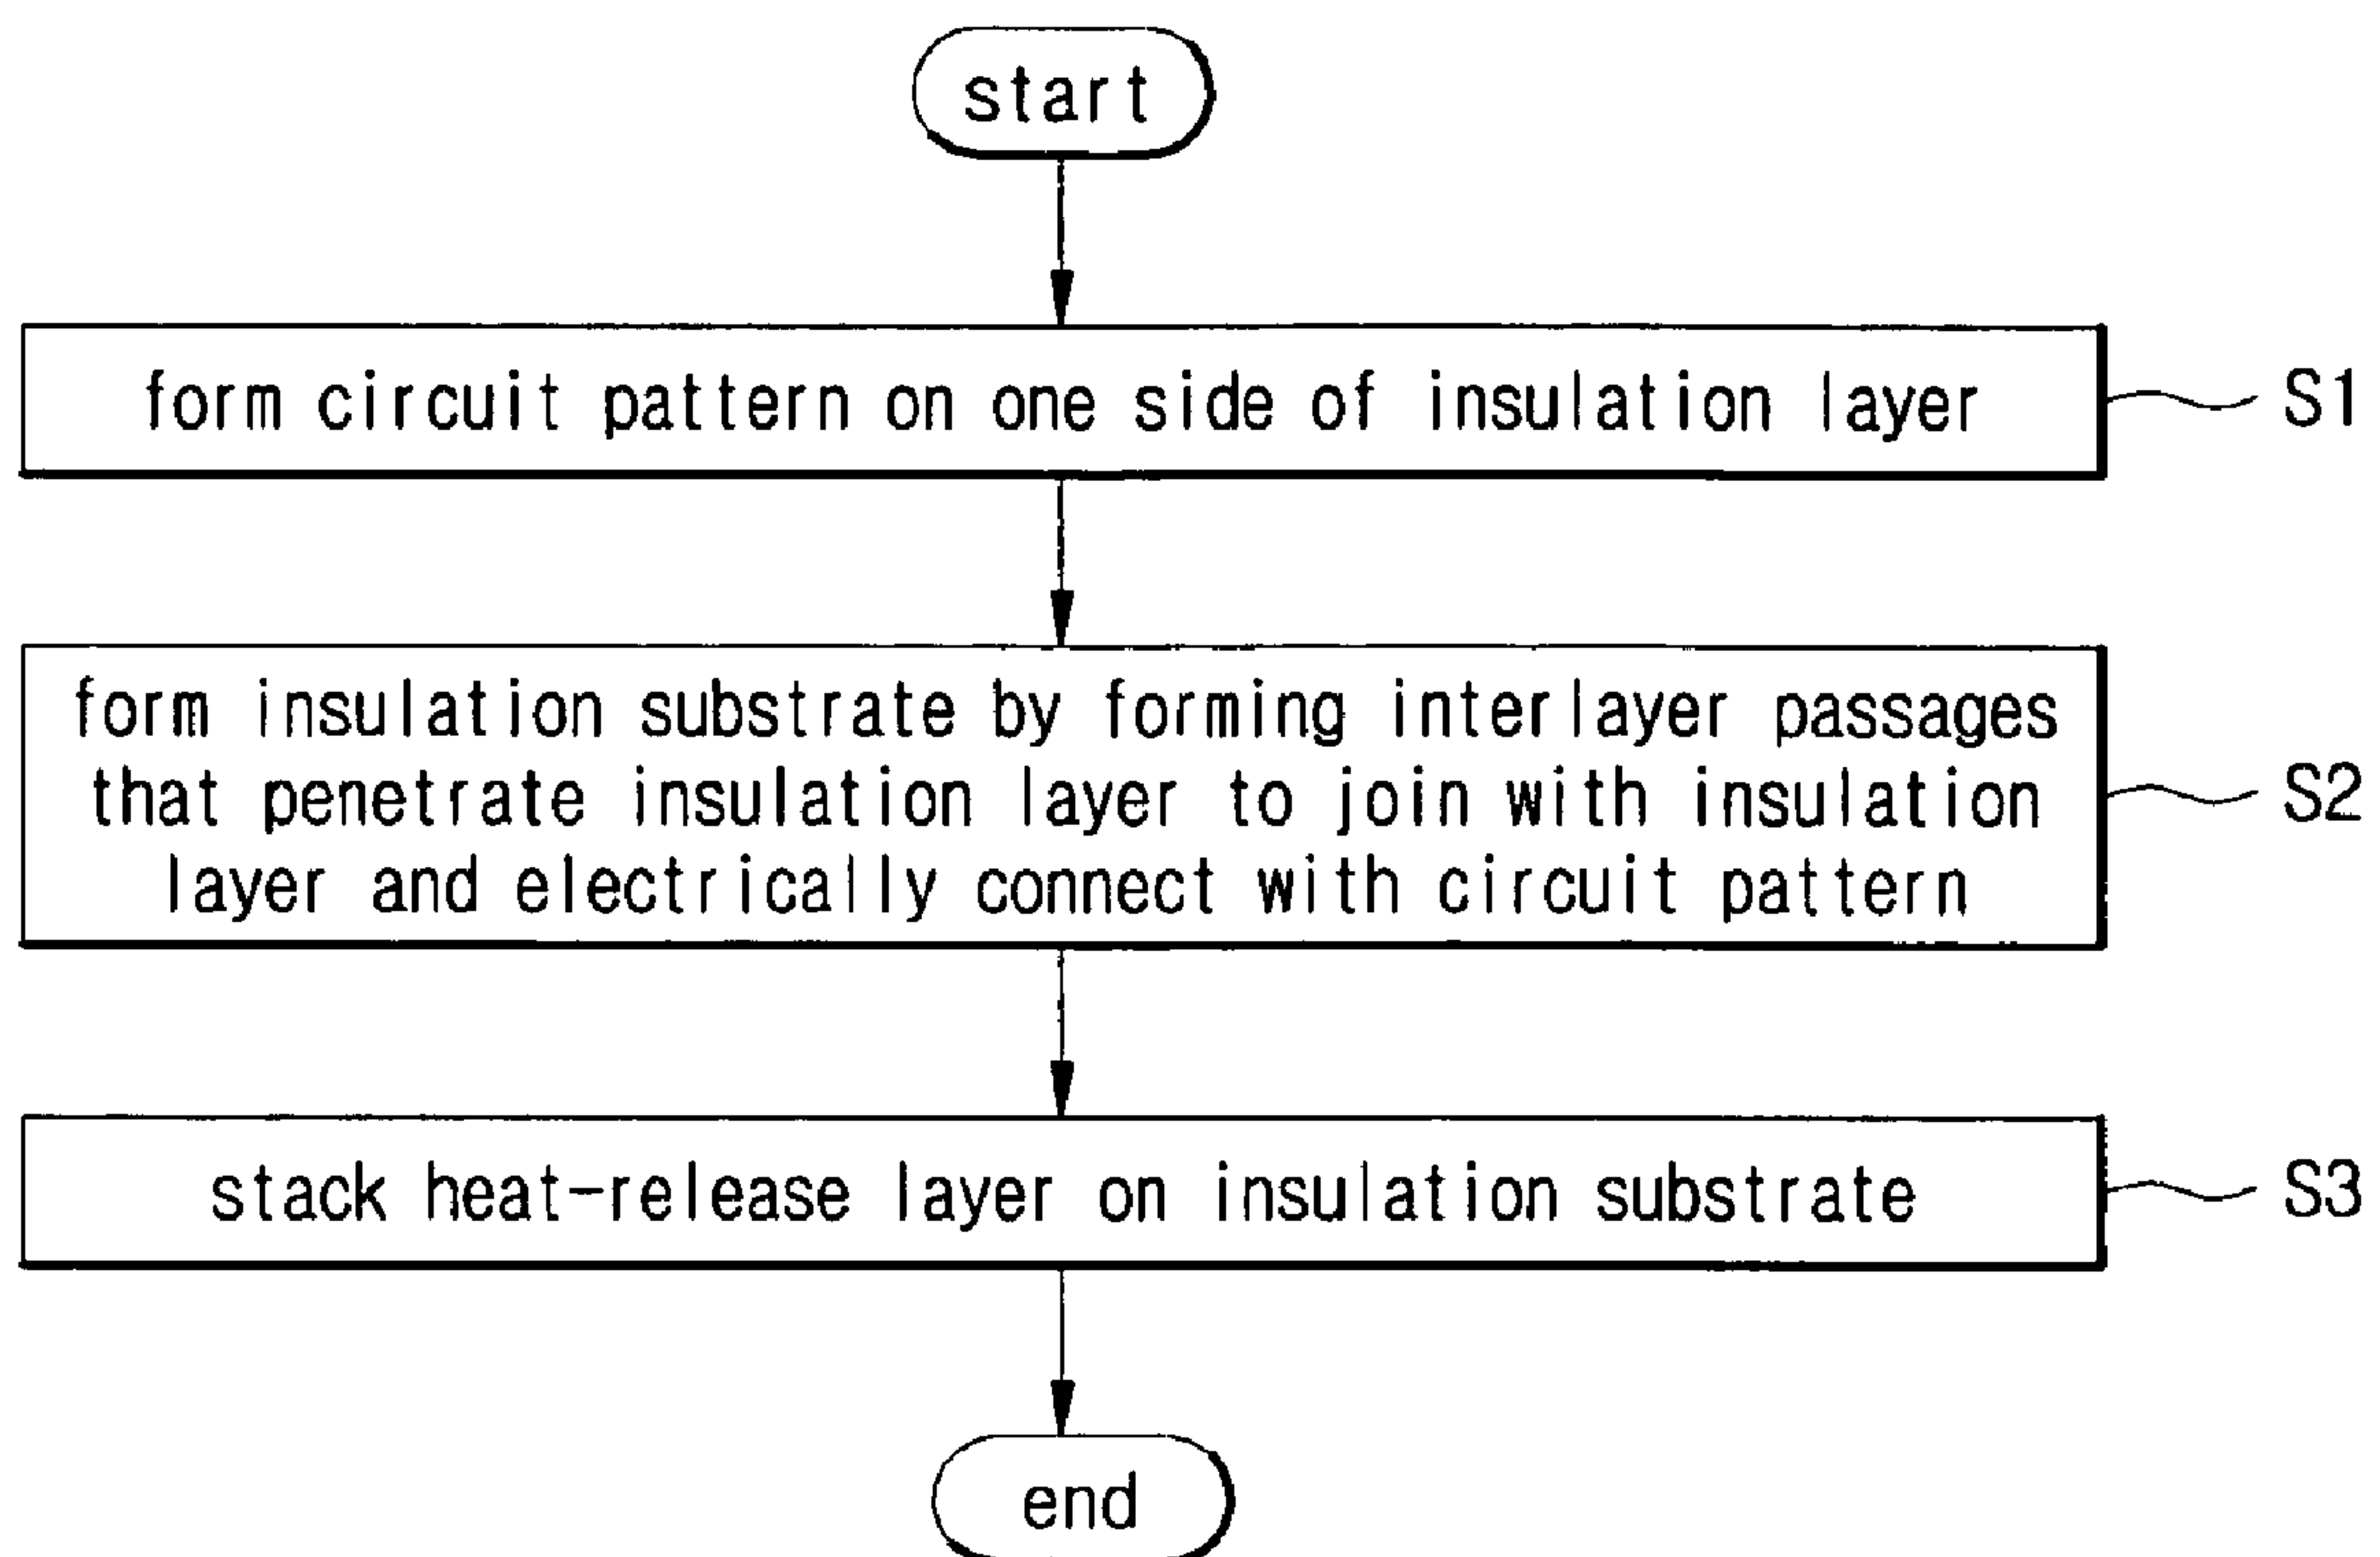 start
form circuit pattern on one side of insulation layer
S1
form insulation substrate by forming interlayer passages
that penetrate insulation layer to join with insulation
S2
layer and electrically connect with circuit pattern
stack heat-release layer on insulation substrate
S3
end